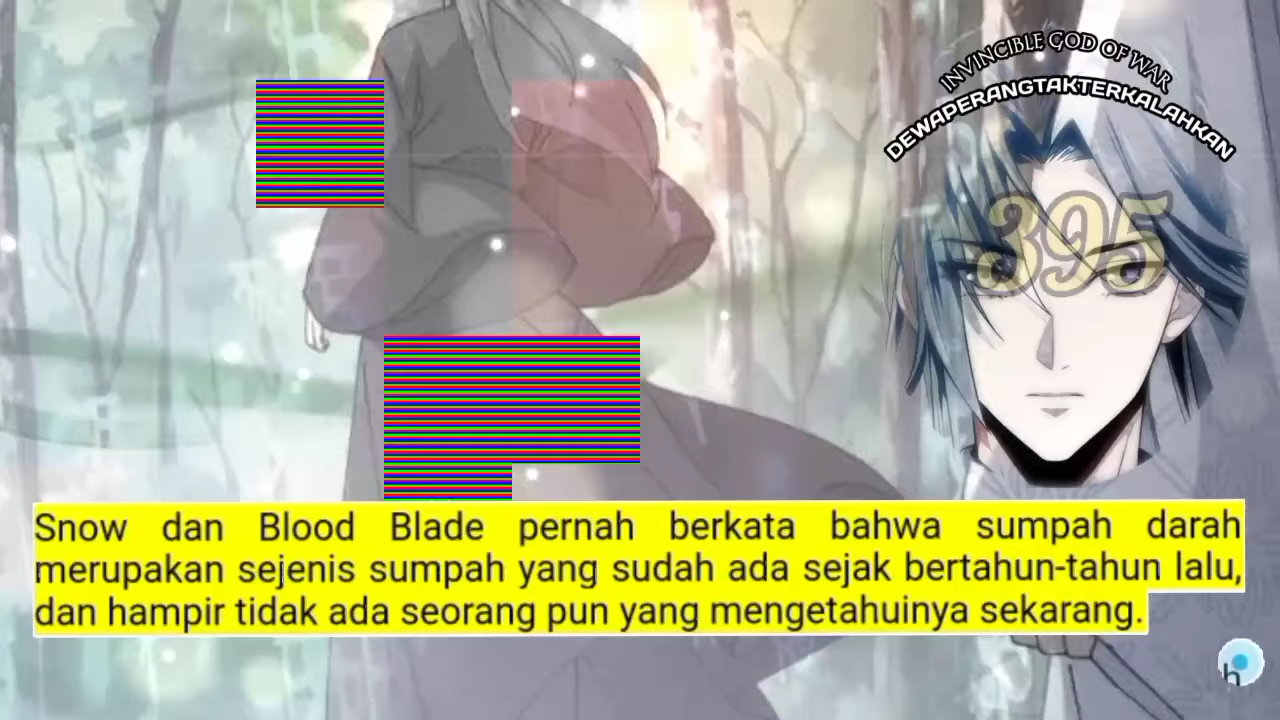 INVINCIBLE GOD OF WAR
DEWAPERANGTAKTERKALAHKAN
395
Snow dan Blood Blade pernah berkata bahwa sumpah darah
merupakan sejenis sumpah yang sudah ada sejak bertahun-tahun lalu,
dan hampir tidak ada seorang pun yang mengetahuinya sekarang.
h